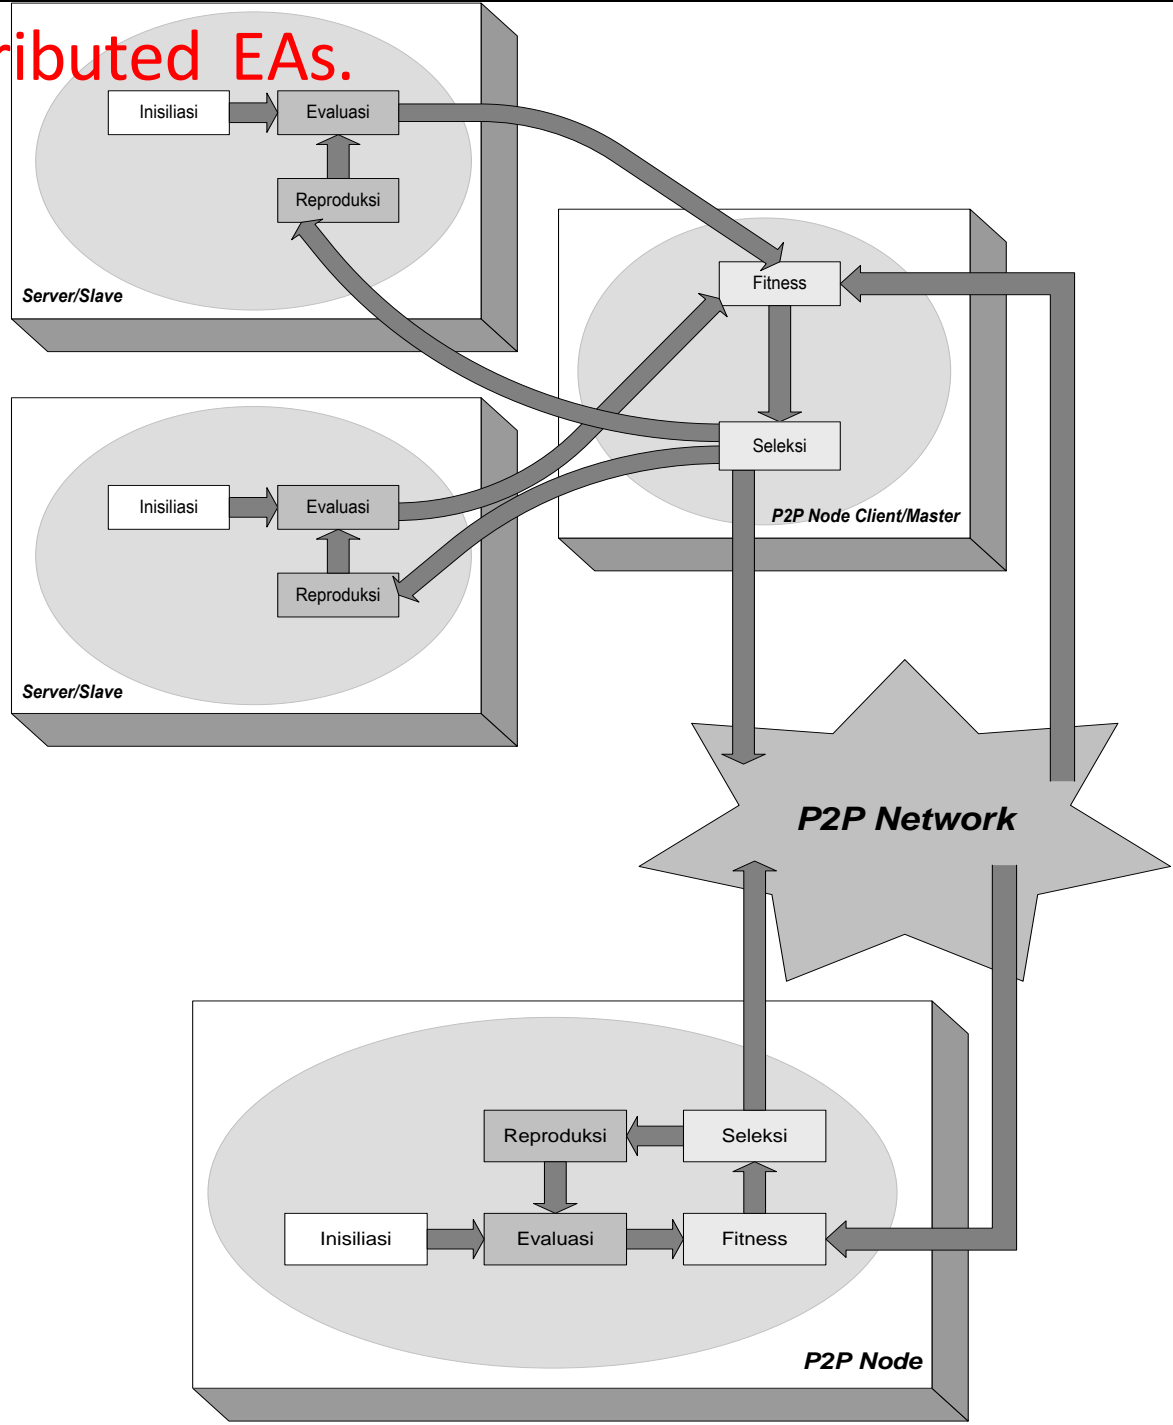 ributed EAs.
Inisiliasi
Evaluasi
Reproduksi
Server/Slave
Fitness
Seleksi
P2P Node Client/Master
Inisiliasi
Evaluasi
Reproduksi
Server/Slave
P2P Network
Reproduksi
Seleksi
Inisiliasi
Evaluasi
Fitness
P2P Node